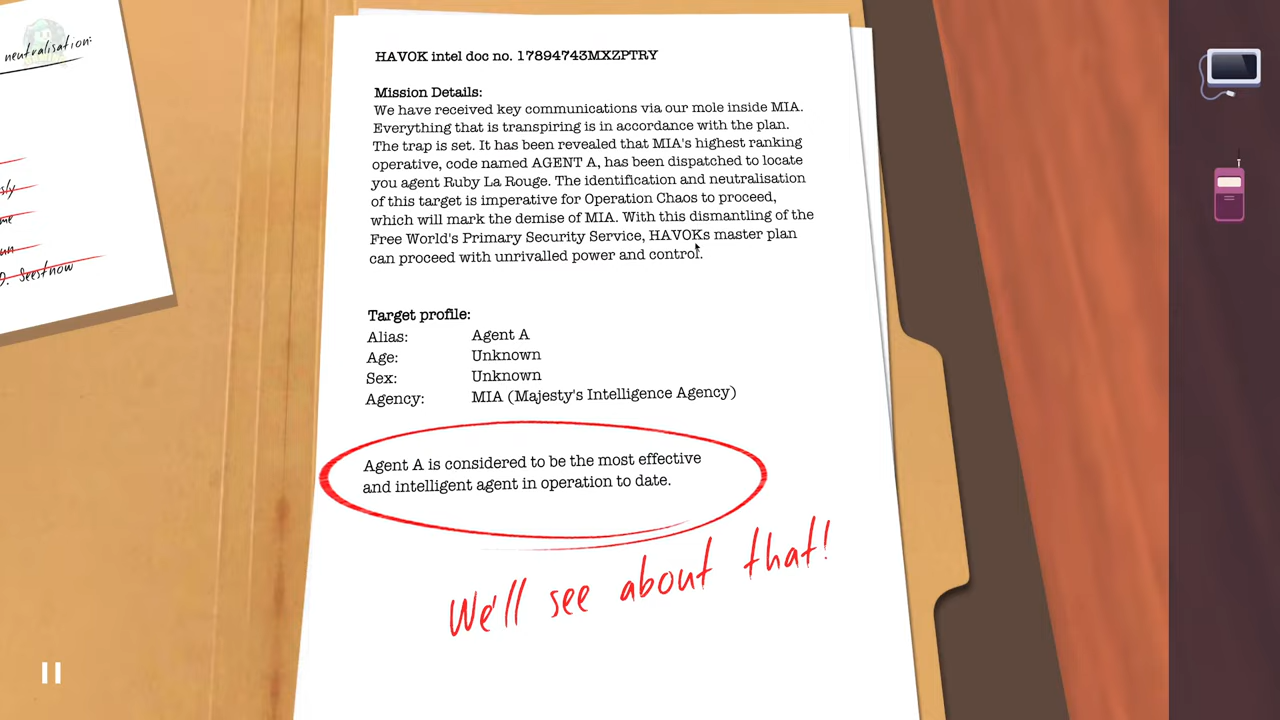 neutralisation:
sly
me
un
D. Seestnow
HAVOK intel doc no. 17894743MXZPTRY
Mission Details:
We have received key communications via our mole inside MIA.
Everything that is transpiring is in accordance with the plan.
The trap is set. It has been revealed that MIA's highest ranking
operative, code named AGENT A, has been dispatched to locate
you agent Ruby La Rouge. The identification and neutralisation
of this target is imperative for Operation Chaos to proceed,
which will mark the demise of MIA. With this dismantling of the
Free World's Primary Security Service, HAVOKs master plan
can proceed with unrivalled power and control.
Target profile:
Alias: Agent A
Age: Unknown
Sex: Unknown
Agency: MIA (Majesty's Intelligence Agency)
Agent A is considered to be the most effective
and intelligent agent in operation to date.
We'll see about that!